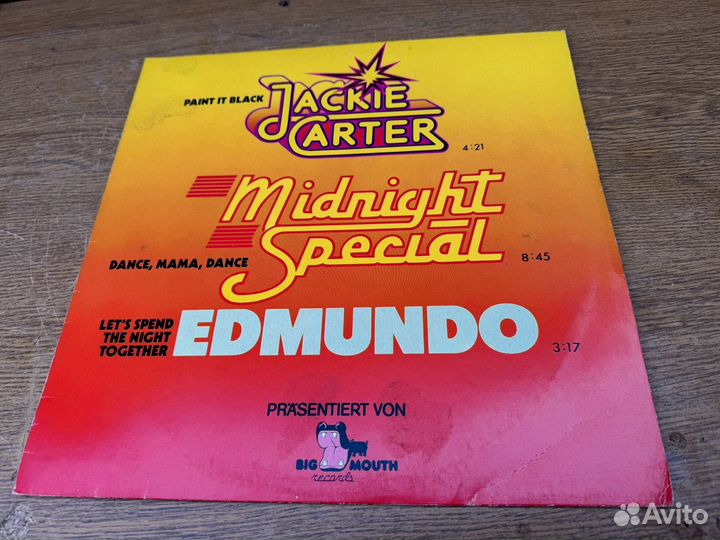 PAINT IT BLACK JACKIE
CARTER 4:21
Midnight
DANCE, MAMA, DANCE Special 8:45
LET'S SPEND
THE NIGHT
TOGETHER EDMUNDO 3:17
PRÄSENTIERT VON
BIG MOUTH
records
Avito